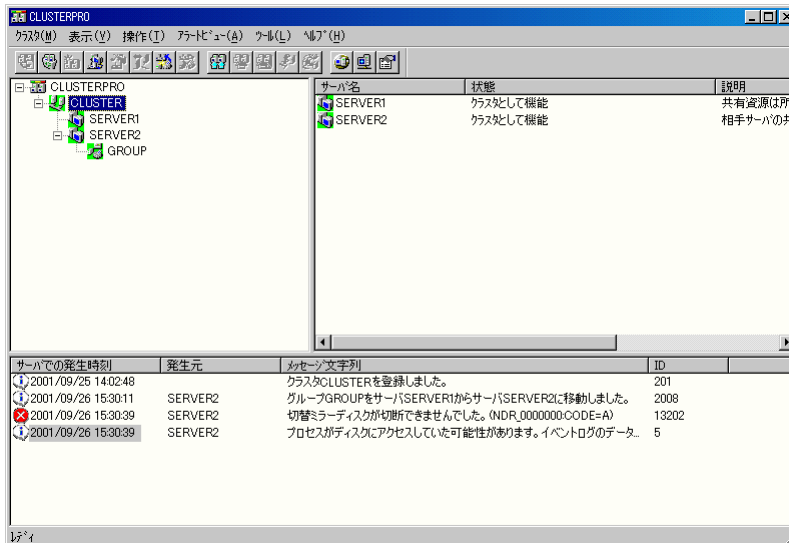 CLUSTERPRO
ｸﾗｽﾀ(M) 表示(V) 操作(T) ｱﾗｰﾄﾋﾞｭｰ(A) ﾂｰﾙ(L) ﾍﾙﾌﾟ(H)
CLUSTERPRO
CLUSTER
SERVER1
SERVER2
GROUP
サーバ名 状態 説明
SERVER1 クラスタとして機能 共有資源は所
SERVER2 クラスタとして機能 相手サーバの共
サーバでの発生時刻 発生元 メッセージ文字列 ID
2001/09/25 14:02:48 クラスタCLUSTERを登録しました。 201
2001/09/26 15:30:11 SERVER2 グループGROUPをサーバSERVER1からサーバSERVER2に移動しました。 2008
2001/09/26 15:30:39 SERVER2 切替ミラーディスクが切断できませんでした。(NDR_0000000:CODE=A) 13202
2001/09/26 15:30:39 SERVER2 プロセスがディスクにアクセスしていた可能性があります。イベントログのデータ... 5
ﾚﾃﾞｨ